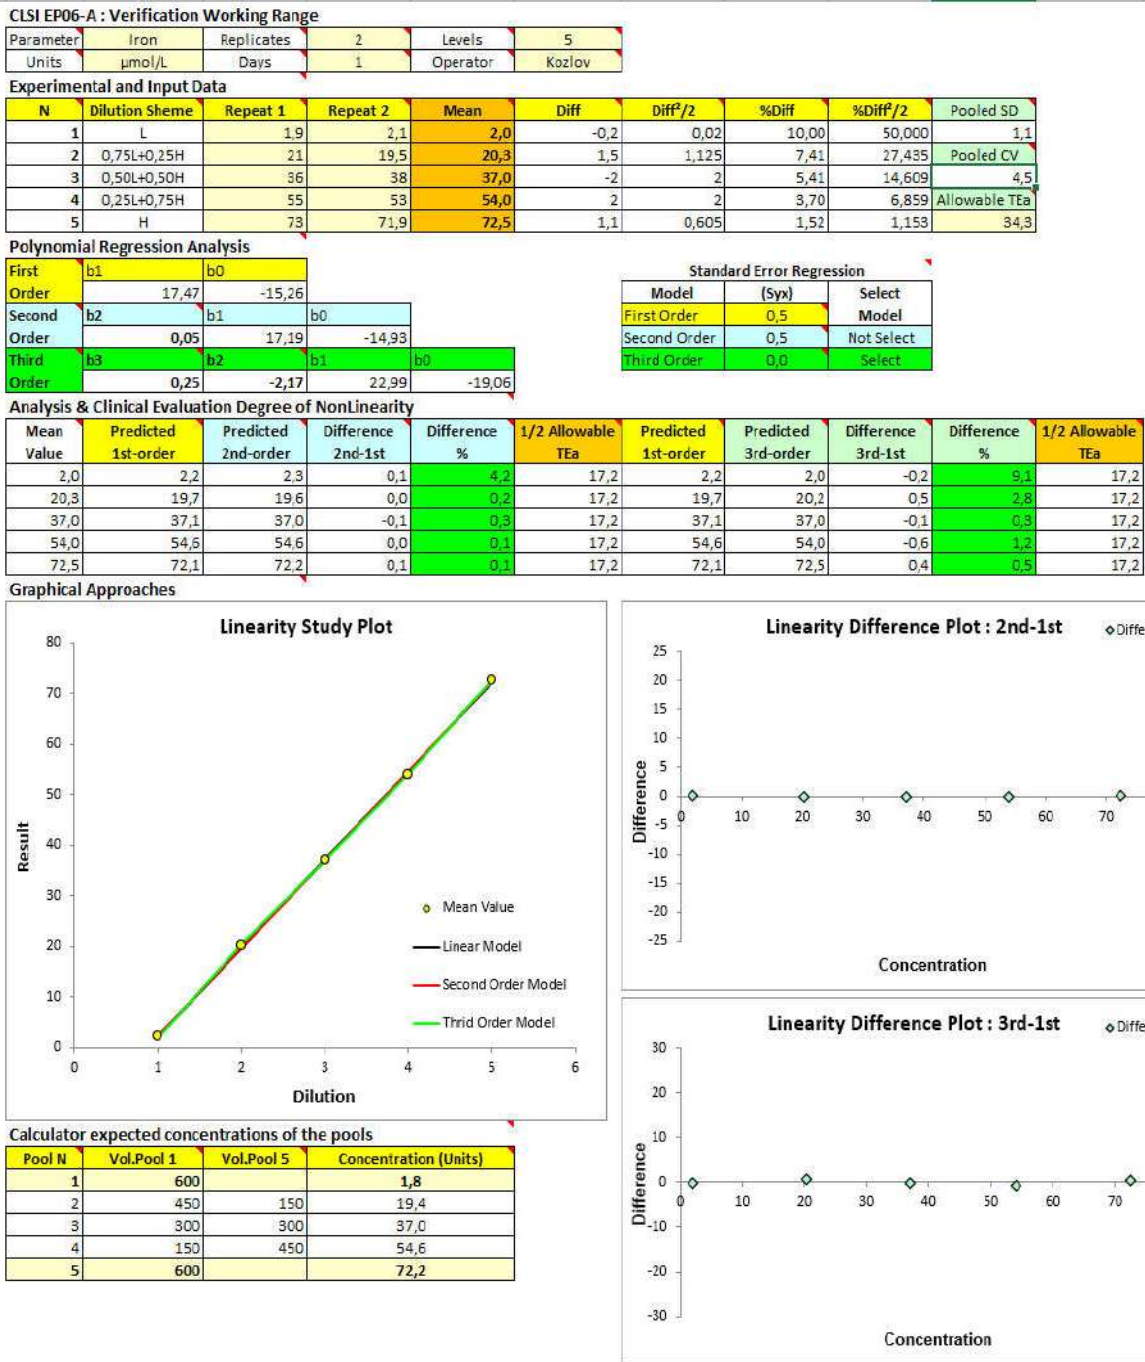 CLSI EP06-A : Verification Working Range
Parameter Iron Replicates 2 Levels 5
Units µmol/L Days 1 Operator Kozlov
Experimental and Input Data
N Dilution Sheme Repeat 1 Repeat 2 Mean Diff Diff²/2 %Diff %Diff²/2 Pooled SD
1 L 1,9 2,1 2,0 -0,2 0,02 10,00 50,000 1,1
2 0,75L+0,25H 21 19,5 20,3 1,5 1,125 7,41 27,435 Pooled CV
3 0,50L+0,50H 36 38 37,0 -2 2 5,41 14,609 4,5
4 0,25L+0,75H 55 53 54,0 2 2 3,70 6,859 Allowable TEa
5 H 73 71,9 72,5 1,1 0,605 1,52 1,153 34,3
Polynomial Regression Analysis
First b1 b0
Order 17,47 -15,26
Second b2 b1 b0
Order 0,05 17,19 -14,93
Third b3 b2 b1 b0
Order 0,25 -2,17 22,99 -19,06
Standard Error Regression
Model (Syx) Select
First Order 0,5 Model
Second Order 0,5 Not Select
Third Order 0,0 Select
Analysis & Clinical Evaluation Degree of NonLinearity
Mean Predicted Predicted Difference Difference 1/2 Allowable Predicted Predicted Difference Difference 1/2 Allowable
Value 1st-order 2nd-order 2nd-1st % TEa 1st-order 3rd-order 3rd-1st % TEa
2,0 2,2 2,3 0,1 4,2 17,2 2,2 2,0 -0,2 9,1 17,2
20,3 19,7 19,6 0,0 0,2 17,2 19,7 20,2 0,5 2,8 17,2
37,0 37,1 37,0 -0,1 0,3 17,2 37,1 37,0 -0,1 0,3 17,2
54,0 54,6 54,6 0,0 0,1 17,2 54,6 54,0 -0,6 1,2 17,2
72,5 72,1 72,2 0,1 0,1 17,2 72,1 72,5 0,4 0,5 17,2
Graphical Approaches
Linearity Study Plot
80
70
60
50
40
30
20
10
0
0 1 2 3 4 5 6
Result
Dilution
Mean Value
Linear Model
Second Order Model
Thrid Order Model
Linearity Difference Plot : 2nd-1st
Diffe
25
20
15
10
5
0
-5
-10
-15
-20
-25
0 10 20 30 40 50 60 70
Difference
Concentration
Linearity Difference Plot : 3rd-1st
Diffe
30
20
10
0
-10
-20
-30
0 10 20 30 40 50 60 70
Difference
Concentration
Calculator expected concentrations of the pools
Pool N Vol.Pool 1 Vol.Pool 5 Concentration (Units)
1 600 1,8
2 450 150 19,4
3 300 300 37,0
4 150 450 54,6
5 600 72,2